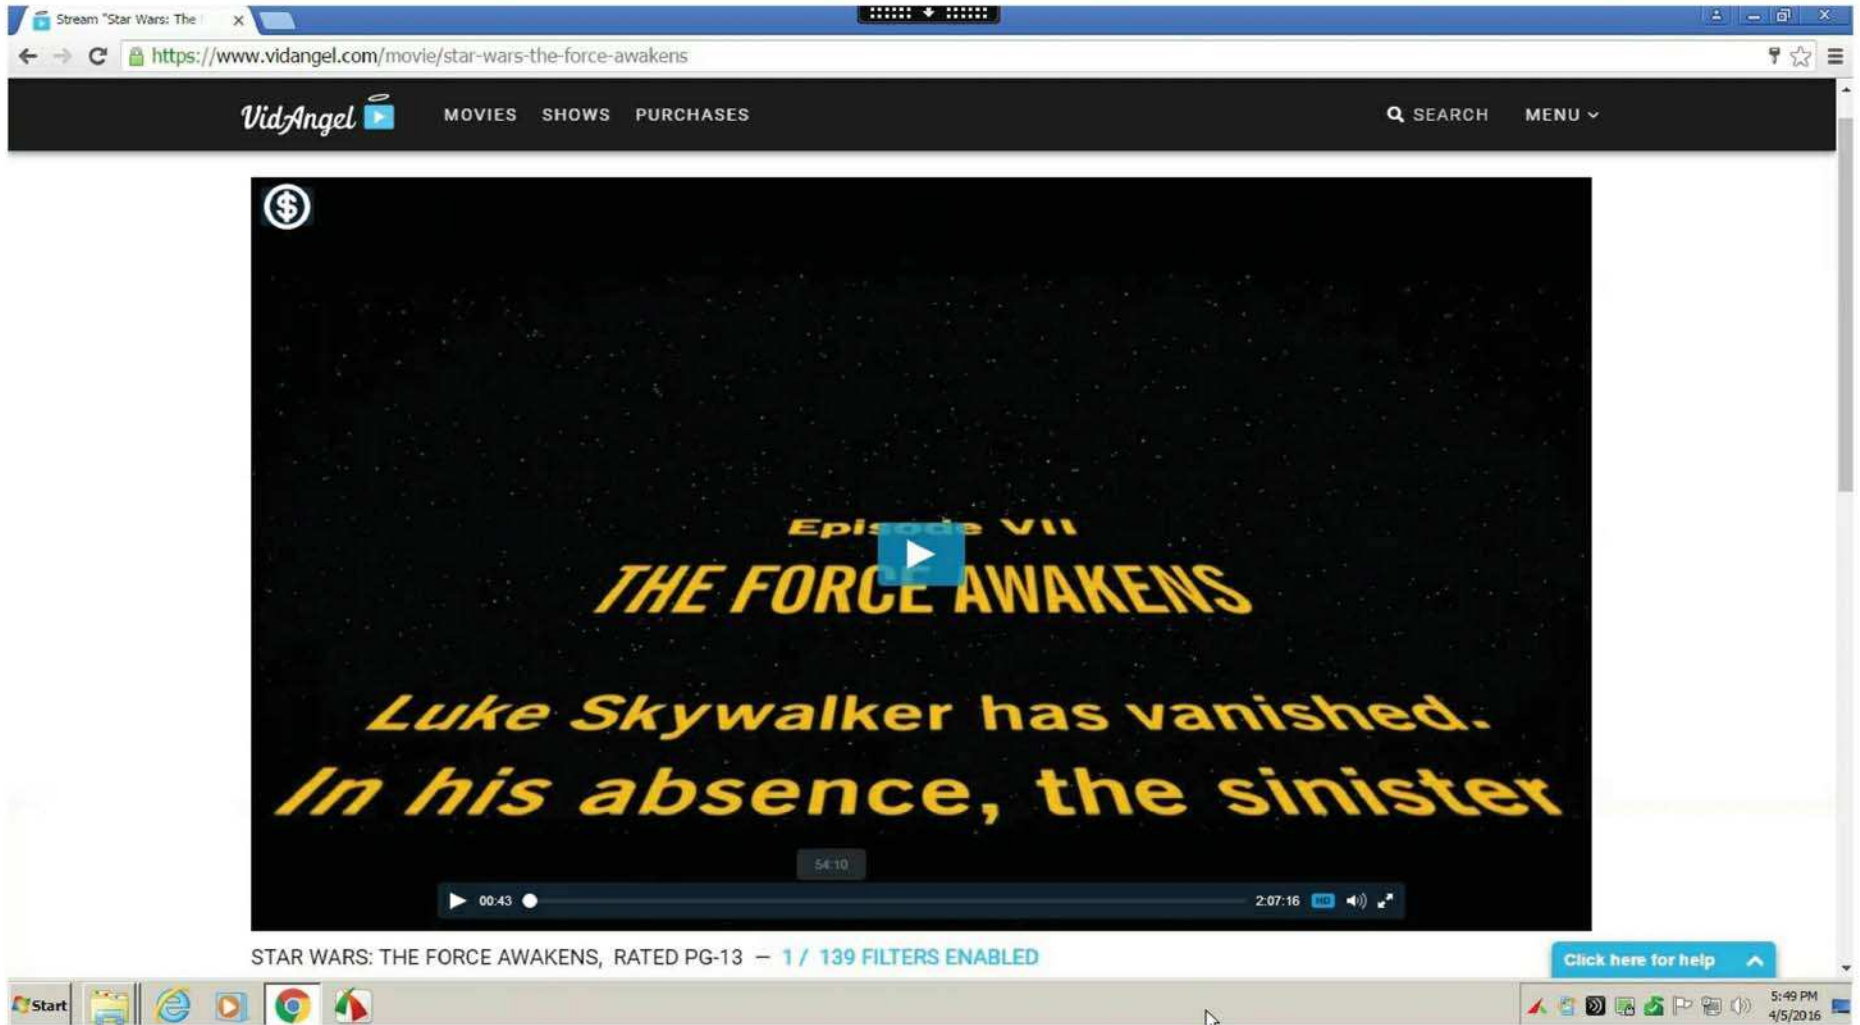 Stream "Star Wars: The
https://www.vidangel.com/movie/star-wars-the-force-awakens
VidAngel MOVIES SHOWS PURCHASES SEARCH MENU
$
Episode VII
THE FORCE AWAKENS
Luke Skywalker has vanished.
In his absence, the sinister
54:10
00:43 2:07:16 HD
STAR WARS: THE FORCE AWAKENS, RATED PG-13 – 1 / 139 FILTERS ENABLED
Click here for help
Start 5:49 PM
4/5/2016